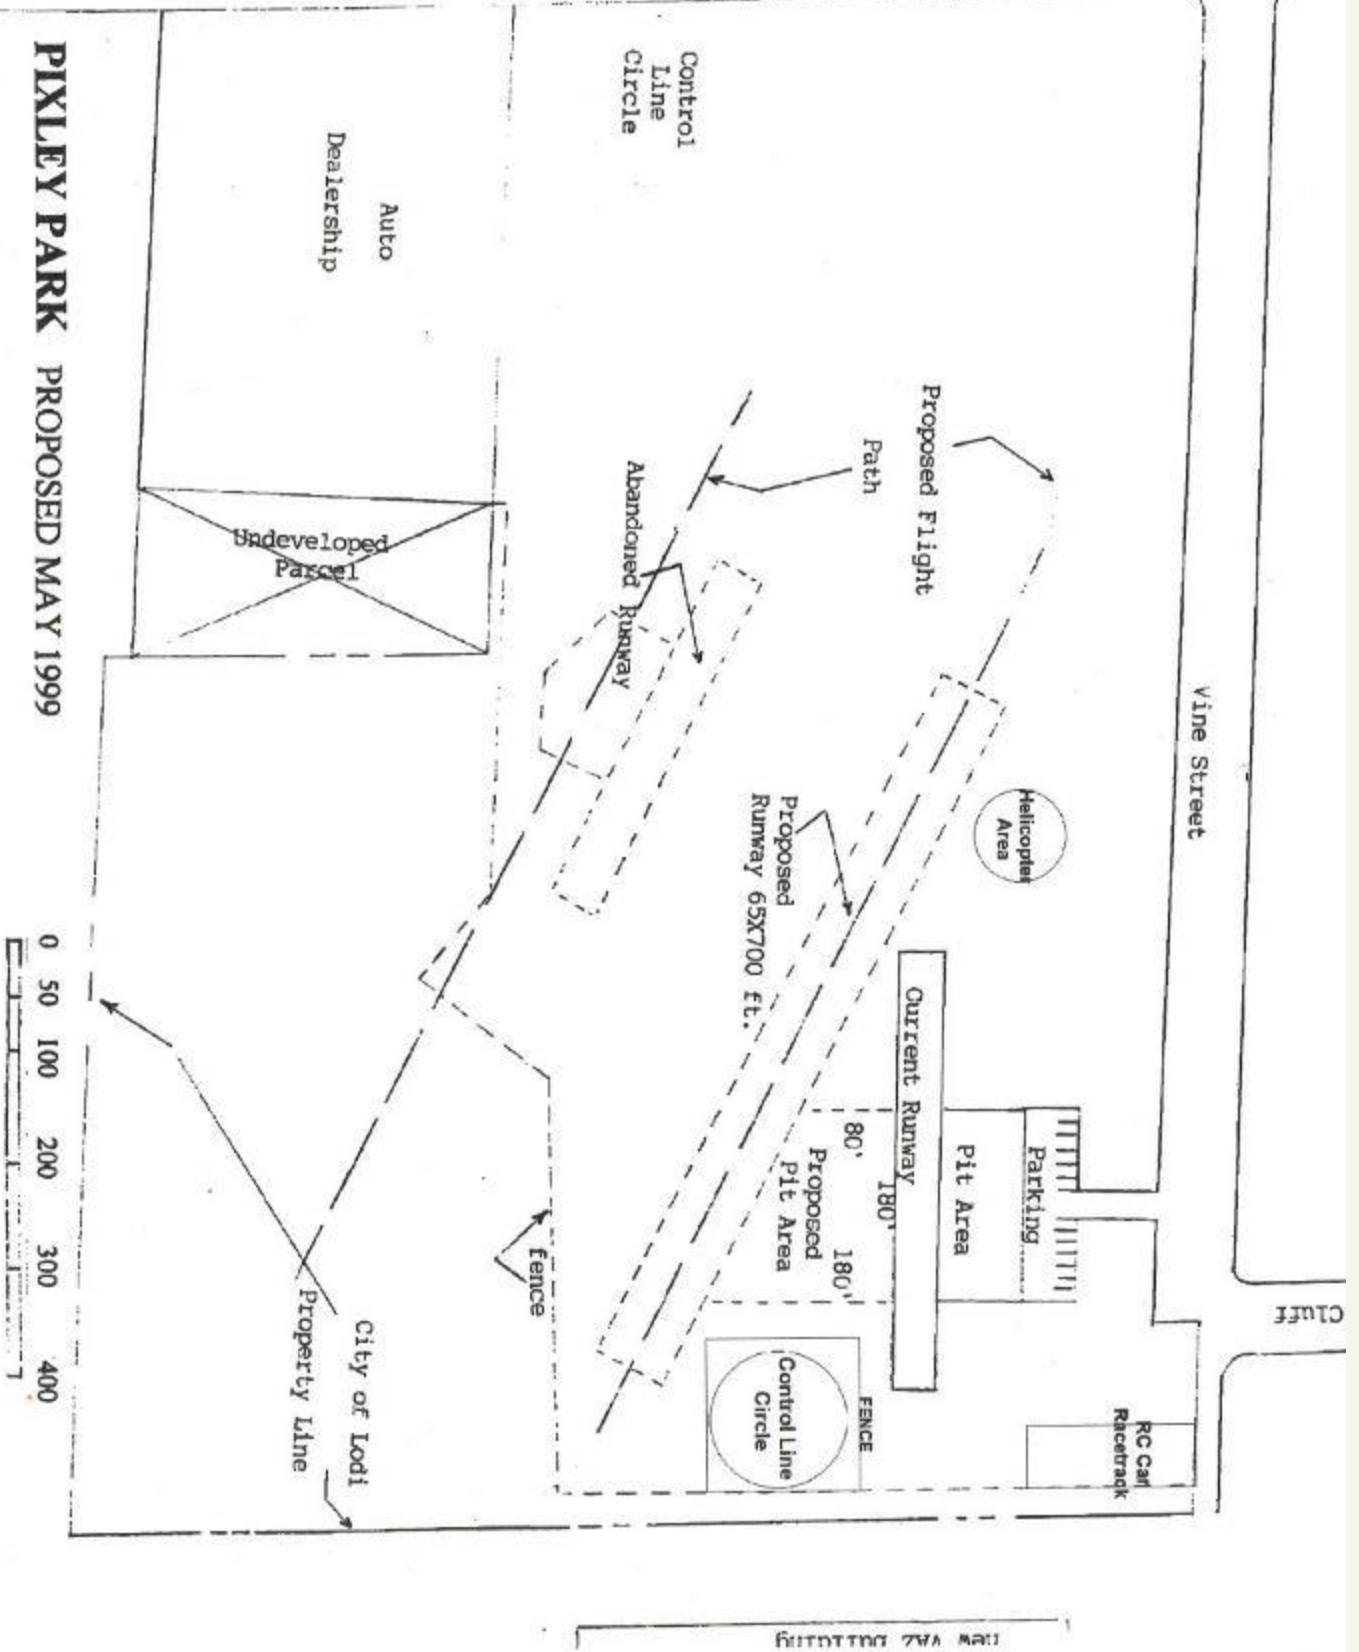 Cluff
Vine Street
RC Car
Racetrack
Parking
Pit Area
Helicopter
Area
Current Runway
180'
80'
180'
Proposed
Pit Area
FENCE
Control Line
Circle
Proposed Flight
Path
Proposed
Runway 65X700 ft.
Control
Line
Circle
Abandoned Runway
fence
Auto
Dealership
Undeveloped
Parcel
City of Lodi
Property Line
PIXLEY PARK PROPOSED MAY 1999
0 50 100 200 300 400
new VAZ building